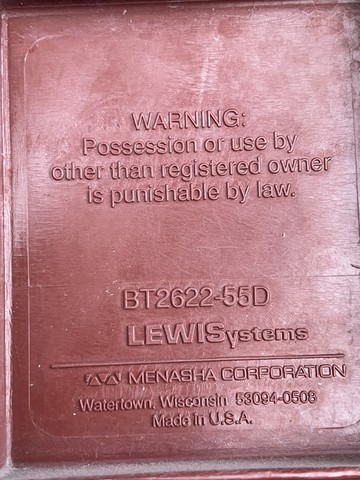 WARNING:
Possession or use by
other than registered owner
is punishable by law.
BT2622-55D
LEWISystems
MENASHA CORPORATION
Watertown, Wisconsin 53094-0508
Made in U.S.A.